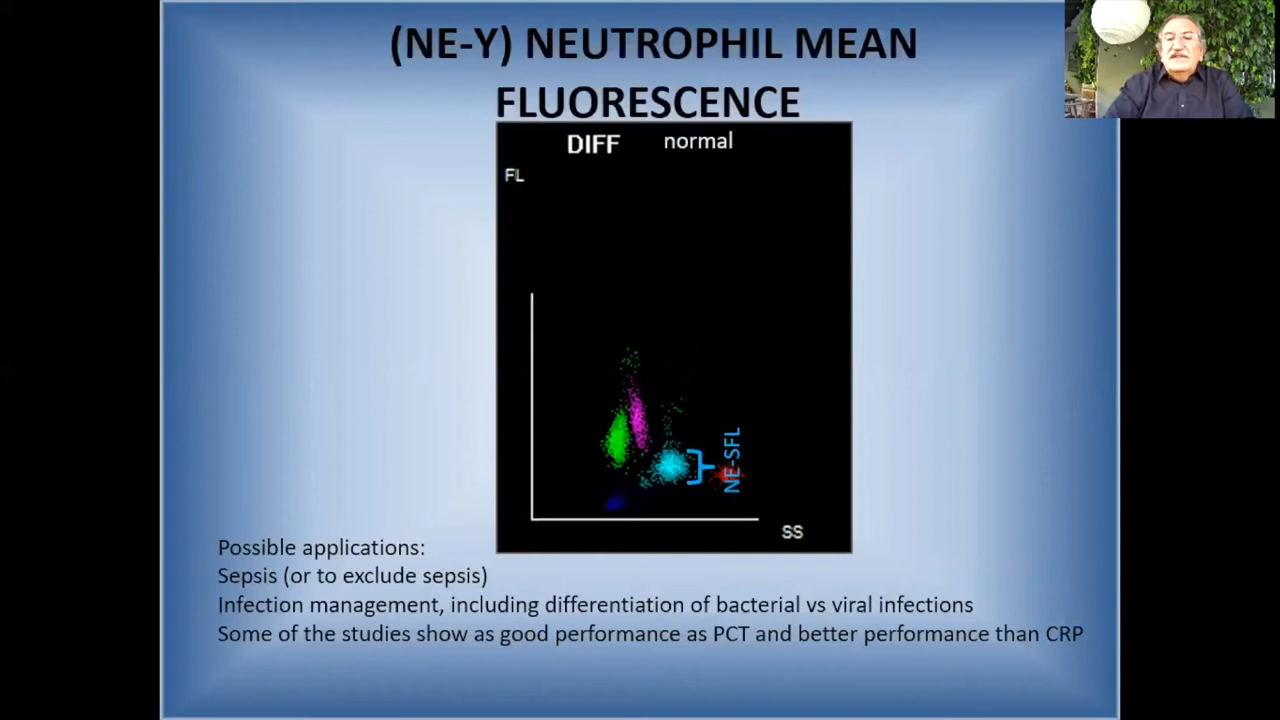 (NE-Y) NEUTROPHIL MEAN
FLUORESCENCE
DIFF normal
FL
NE-SFL
SS
Possible applications:
Sepsis (or to exclude sepsis)
Infection management, including differentiation of bacterial vs viral infections
Some of the studies show as good performance as PCT and better performance than CRP